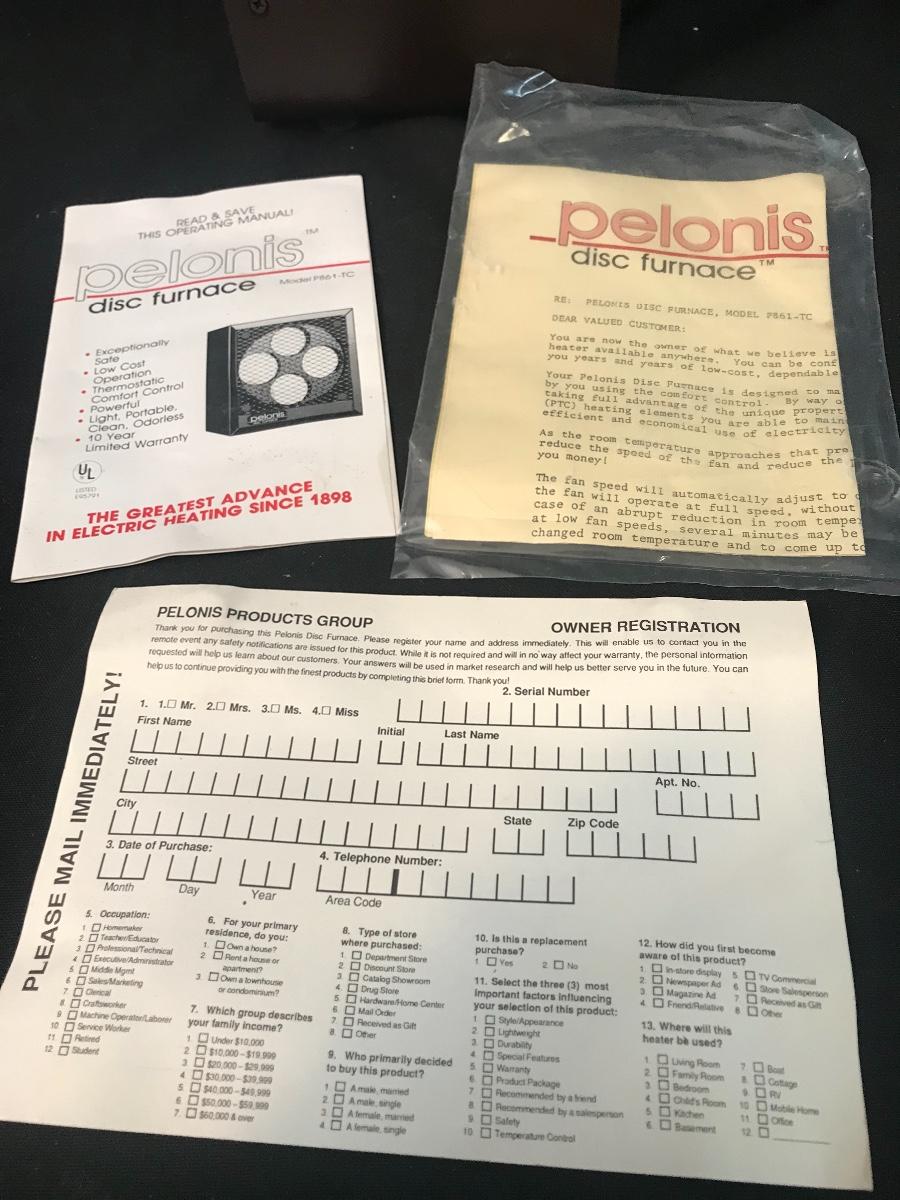 READ & SAVE
THIS OPERATING MANUAL!
pelonis™
disc furnace Model P861-TC
• Exceptionally
Safe
• Low Cost
Operation
• Thermostatic
Comfort Control
• Powerful
• Light, Portable,
Clean, Odorless
• 10 Year
Limited Warranty
pelonis
UL
LISTED
E95791
THE GREATEST ADVANCE
IN ELECTRIC HEATING SINCE 1898
pelonis™
disc furnace™
RE: PELONIS DISC FURNACE, MODEL P861-TC
DEAR VALUED CUSTOMER:
You are now the owner of what we believe is
heater available anywhere. You can be conf
you years and years of low-cost, dependable
Your Pelonis Disc Furnace is designed to ma
by you using the comfort control. By way o
taking full advantage of the unique propert
(PTC) heating elements you are able to main
efficient and economical use of electricity
As the room temperature approaches that pre
reduce the speed of the fan and reduce the
you money!
The fan speed will automatically adjust to
the fan will operate at full speed, without
case of an abrupt reduction in room temper
at low fan speeds, several minutes may be
changed room temperature and to come up to
PELONIS PRODUCTS GROUP
OWNER REGISTRATION
Thank you for purchasing this Pelonis Disc Furnace. Please register your name and address immediately. This will enable us to contact you in the
remote event any safety notifications are issued for this product. While it is not required and will in no way affect your warranty, the personal information
requested will help us learn about our customers. Your answers will be used in market research and will help us better serve you in the future. You can
help us to continue providing you with the finest products by completing this brief form. Thank you!
PLEASE MAIL IMMEDIATELY!
1. 1.☐ Mr. 2.☐ Mrs. 3.☐ Ms. 4.☐ Miss
2. Serial Number
First Name
Initial
Last Name
Street
Apt. No.
City
State
Zip Code
3. Date of Purchase:
Month
Day
Year
4. Telephone Number:
Area Code
5. Occupation:
1. ☐ Homemaker
2. ☐ Teacher/Educator
3. ☐ Professional/Technical
4. ☐ Executive/Administrator
5. ☐ Middle Mgmt
6. ☐ Sales/Marketing
7. ☐ Clerical
8. ☐ Craftsworker
9. ☐ Machine Operator/Laborer
10. ☐ Service Worker
11. ☐ Retired
12. ☐ Student
6. For your primary
residence, do you:
1. ☐ Own a house?
2. ☐ Rent a house or
apartment?
3. ☐ Own a townhouse
or condominium?
7. Which group describes
your family income?
1. ☐ Under $10,000
2. ☐ $10,000–$19,999
3. ☐ $20,000–$29,999
4. ☐ $30,000–$39,999
5. ☐ $40,000–$49,999
6. ☐ $50,000–$59,999
7. ☐ $60,000 & over
8. Type of store
where purchased:
1. ☐ Department Store
2. ☐ Discount Store
3. ☐ Catalog Showroom
4. ☐ Drug Store
5. ☐ Hardware/Home Center
6. ☐ Mail Order
7. ☐ Received as Gift
8. ☐ Other
9. Who primarily decided
to buy this product?
1. ☐ A male, married
2. ☐ A male, single
3. ☐ A female, married
4. ☐ A female, single
10. Is this a replacement
purchase?
1. ☐ Yes 2. ☐ No
11. Select the three (3) most
important factors influencing
your selection of this product:
1. ☐ Style/Appearance
2. ☐ Lightweight
3. ☐ Durability
4. ☐ Special Features
5. ☐ Warranty
6. ☐ Product Package
7. ☐ Recommended by a friend
8. ☐ Recommended by a salesperson
9. ☐ Safety
10. ☐ Temperature Control
12. How did you first become
aware of this product?
1. ☐ In-store display
2. ☐ Newspaper Ad
3. ☐ Magazine Ad
4. ☐ Friend/Relative
5. ☐ TV Commercial
6. ☐ Store Salesperson
7. ☐ Received as Gift
8. ☐ Other
13. Where will this
heater be used?
1. ☐ Living Room
2. ☐ Family Room
3. ☐ Bedroom
4. ☐ Child's Room
5. ☐ Kitchen
6. ☐ Basement
7. ☐ Boat
8. ☐ Cottage
9. ☐ RV
10. ☐ Mobile Home
11. ☐ Office
12. ☐